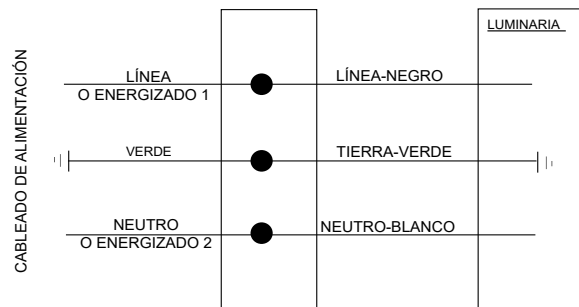 CABLEADO DE ALIMENTACIÓN
LUMINARIA
LÍNEA
O ENERGIZADO 1
LÍNEA-NEGRO
VERDE
TIERRA-VERDE
NEUTRO
O ENERGIZADO 2
NEUTRO-BLANCO